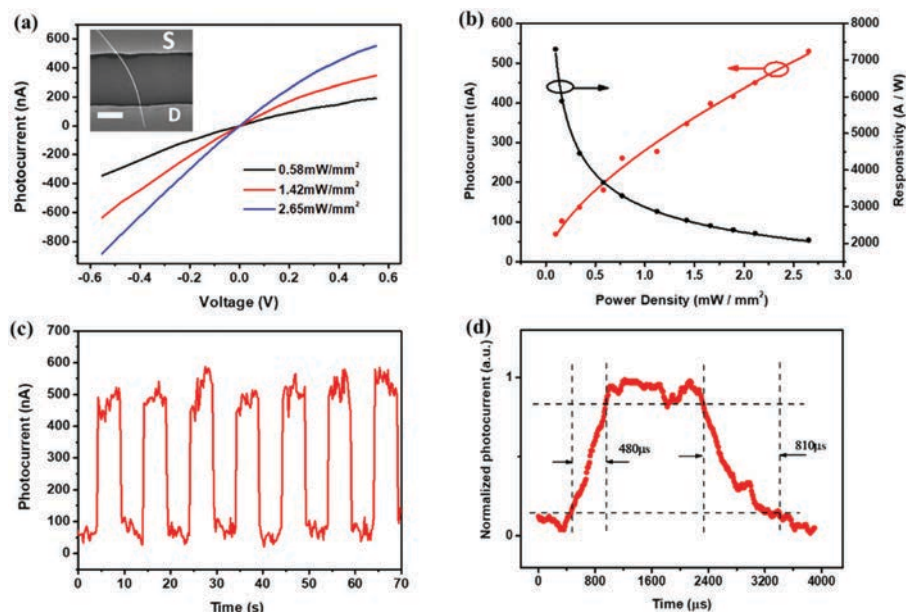 (a)
600
400
200
0
-200
-400
-600
-800
Photocurrent (nA)
S
D
0.58mW/mm²
1.42mW/mm²
2.65mW/mm²
-0.6 -0.4 -0.2 0.0 0.2 0.4 0.6
Voltage (V)
(b)
600
500
400
300
200
100
0
Photocurrent (nA)
8000
7000
6000
5000
4000
3000
2000
Responsivity (A / W)
0.0 0.5 1.0 1.5 2.0 2.5 3.0
Power Density (mW / mm²)
(c)
700
600
500
400
300
200
100
0
Photocurrent (nA)
0 10 20 30 40 50 60 70
Time (s)
(d)
1
0
Normalized photocurrent (a.u.)
480μs
810μs
0 800 1600 2400 3200 4000
Time (μs)